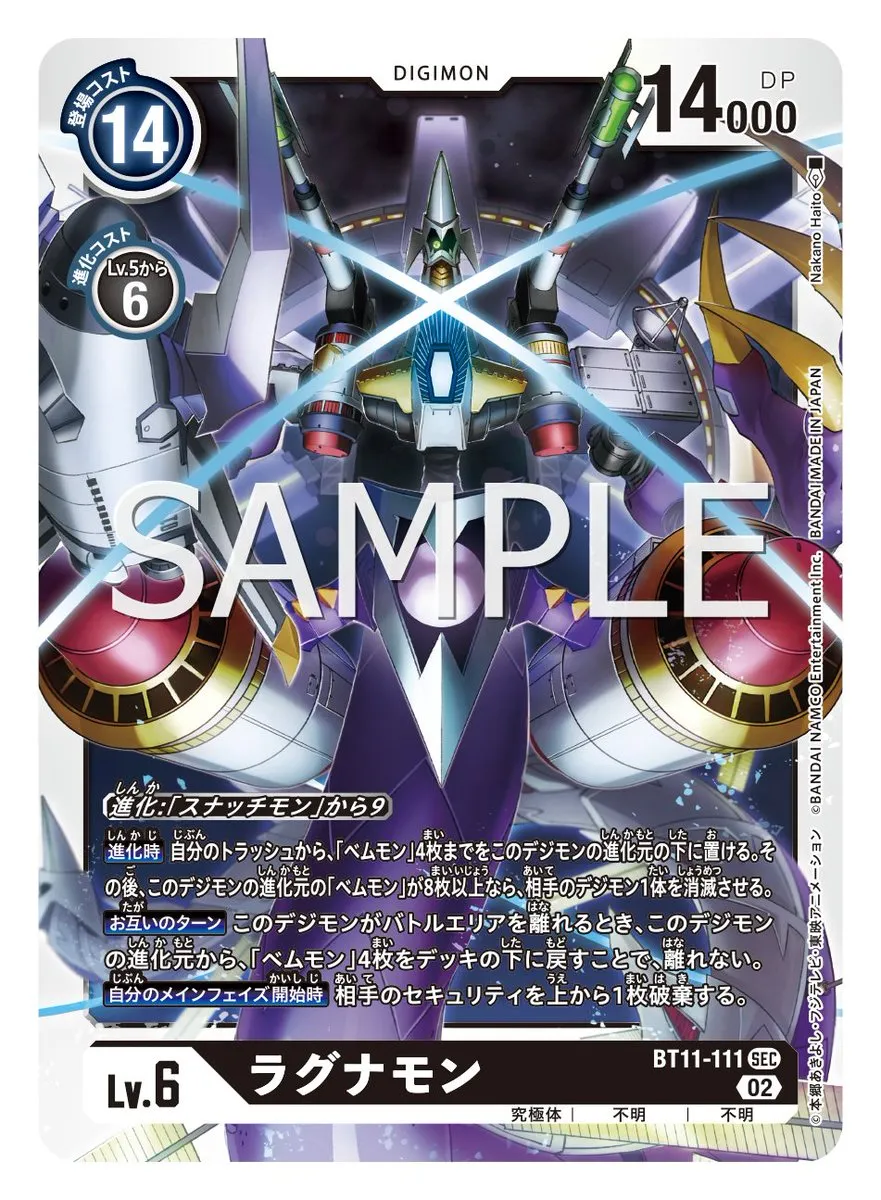 DIGIMON
登場コスト
14
14000
DP
進化コスト
Lv.5から
6
Nakano Haito
SAMPLE
進化:「スナッチモン」から9
進化時 自分のトラッシュから、「ベムモン」4枚までをこのデジモンの進化元の下に置ける。そ
の後、このデジモンの進化元の「ベムモン」が8枚以上なら、相手のデジモン1体を消滅させる。
お互いのターン このデジモンがバトルエリアを離れるとき、このデジモン
の進化元から、「ベムモン」4枚をデッキの下に戻すことで、離れない。
自分のメインフェイズ開始時 相手のセキュリティを上から1枚破棄する。
Lv.6
ラグナモン
BT11-111 SEC
02
究極体 | 不明 | 不明
©本郷あきよし・フジテレビ・東映アニメーション ©BANDAI NAMCO Entertainment Inc. BANDAI MADE IN JAPAN